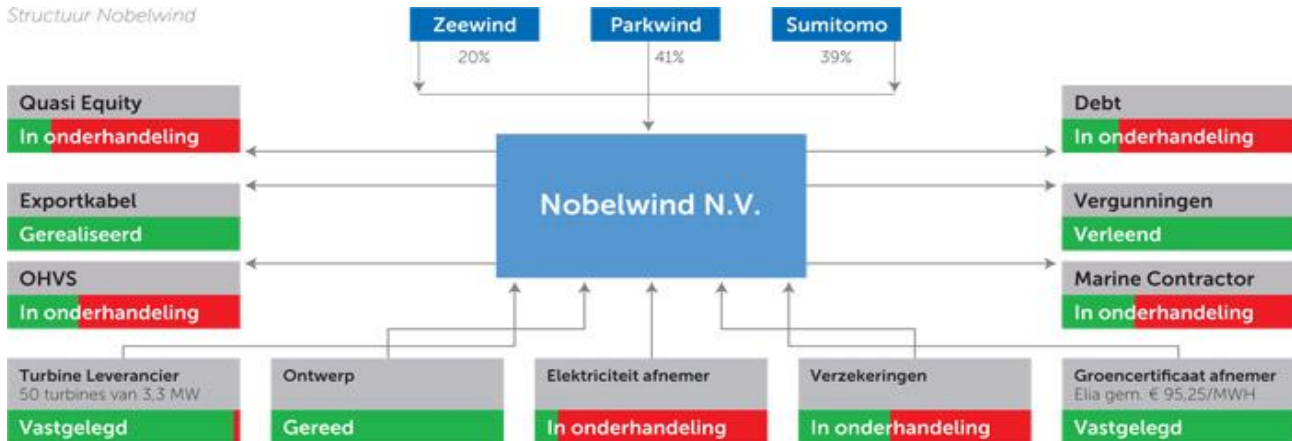 Structuur Nobelwind
Zeewind
Parkwind
Sumitomo
20%
41%
39%
Quasi Equity
In onderhandeling
Debt
In onderhandeling
Exportkabel
Gerealiseerd
Nobelwind N.V.
Vergunningen
Verleend
OHVS
In onderhandeling
Marine Contractor
In onderhandeling
Turbine Leverancier
50 turbines van 3,3 MW
Vastgelegd
Ontwerp
Gereed
Elektriciteit afnemer
In onderhandeling
Verzekeringen
In onderhandeling
Groencertificaat afnemer
Elia gem. € 95,25/MWH
Vastgelegd